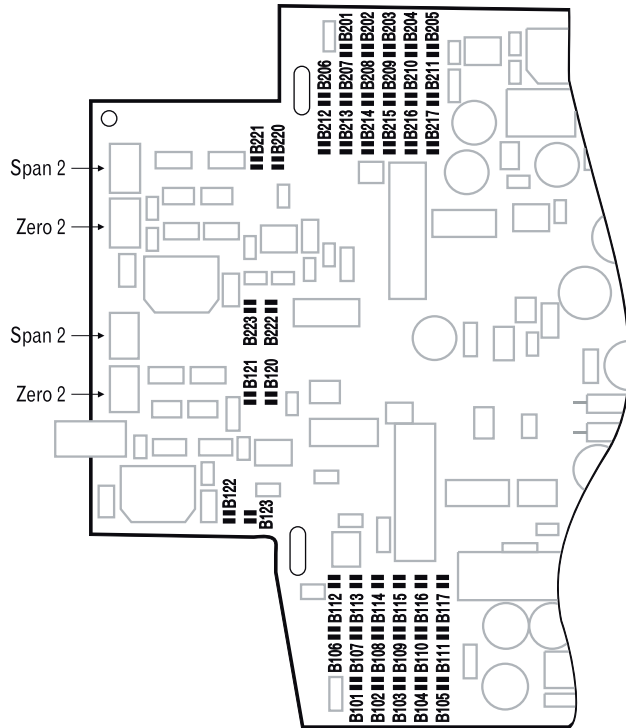 B201 B202 B203 B204 B205
B206 B207 B208 B209 B210 B211
B212 B213 B214 B215 B216 B217
B221 B220
Span 2
Zero 2
B223 B222
Span 2
B121 B120
Zero 2
B122 B123
B112 B113 B114 B115 B116 B117
B106 B107 B108 B109 B110 B111
B101 B102 B103 B104 B105